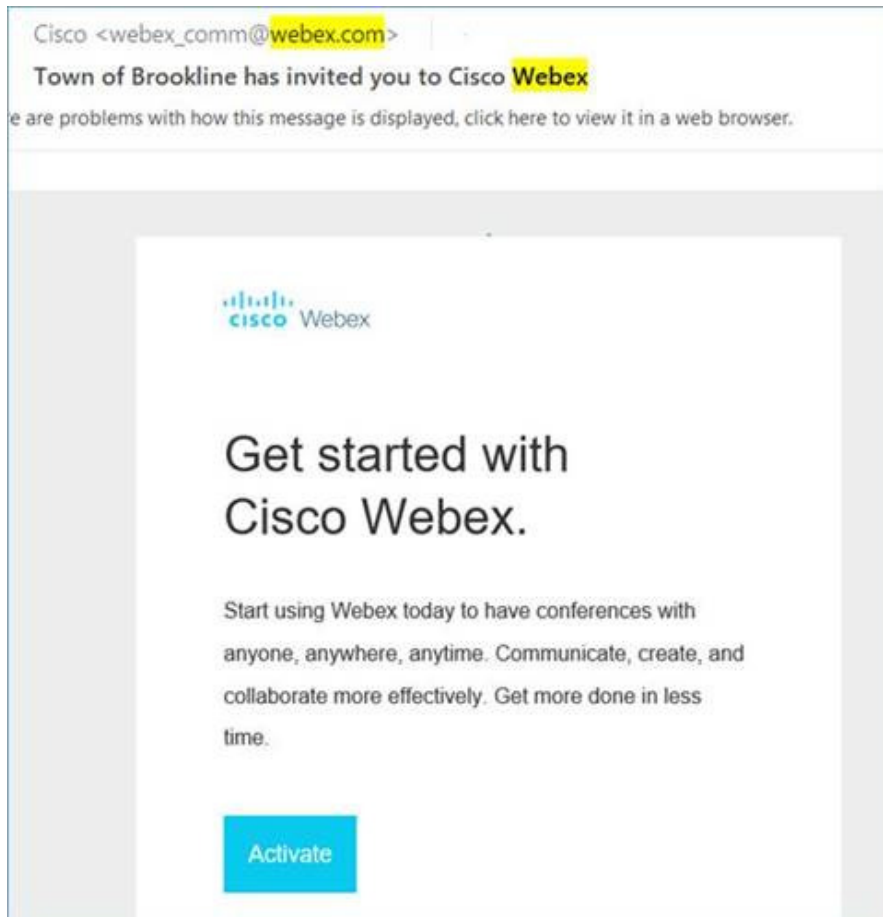 Cisco <webex_comm@webex.com>
Town of Brookline has invited you to Cisco Webex
e are problems with how this message is displayed, click here to view it in a web browser.
CISCO Webex
Get started with
Cisco Webex.
Start using Webex today to have conferences with
anyone, anywhere, anytime. Communicate, create, and
collaborate more effectively. Get more done in less
time.
Activate